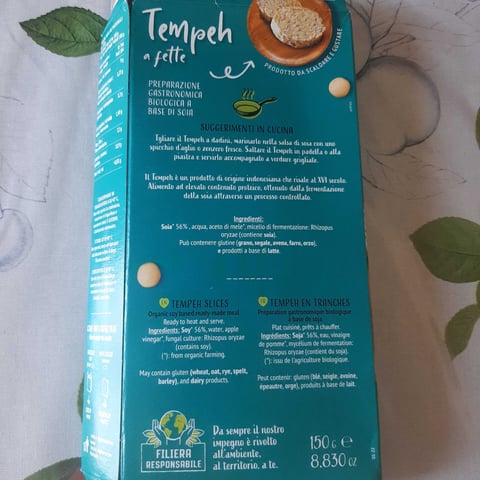 Tempeh
a fette
PRODOTTO DA SCALDARE E GUSTARE
PREPARAZIONE
GASTRONOMICA
BIOLOGICA A
BASE DI SOIA
SUGGERIMENTI IN CUCINA
Tgliare il Tempeh a dadini, marinarlo nella salsa di soia con uno
spicchio d'aglio o zenzero fresco. Saltare il Tempeh in padella o alla
piastra e servirlo accompagnato a verdure grigliate.
Il Tempeh è un prodotto di origine indonesiana che risale al XVI secolo.
Alimento ad elevato contenuto proteico, ottenuto dalla fermentazione
della soia attraverso un processo controllato.
Ingredienti:
Soia* 56% , acqua, aceto di mele*, micelio di fermentazione: Rhizopus
oryzae (contiene soia).
Può contenere glutine (grano, segale, avena, farro, orzo),
e prodotti a base di latte.
EN TEMPEH SLICES
Organic soy based ready-made meal
Ready to heat and serve.
Ingredients: Soy* 56%, water, apple
vinegar*, fungal culture: Rhizopus oryzae
(contains soy).
(*): from organic farming.
May contain gluten (wheat, oat, rye, spelt,
barley), and dairy products.
FR TEMPEH EN TRANCHES
Préparation gastronomique biologique
à base de soja
Plat cuisiné, prêts à chauffer.
Ingrédients: Soja* 56%, eau, vinaigre
de pomme*, mycélium de fermentation:
Rhizopus oryzae (contient du soja).
(*): issu de l'agriculture biologique.
Peut contenir: gluten (blé, seigle, avoine,
épeautre, orge), produits à base de lait.
FILIERA
RESPONSABILE
Da sempre il nostro
impegno è rivolto
all'ambiente,
al territorio, a te.
150 G e
8.830 OZ